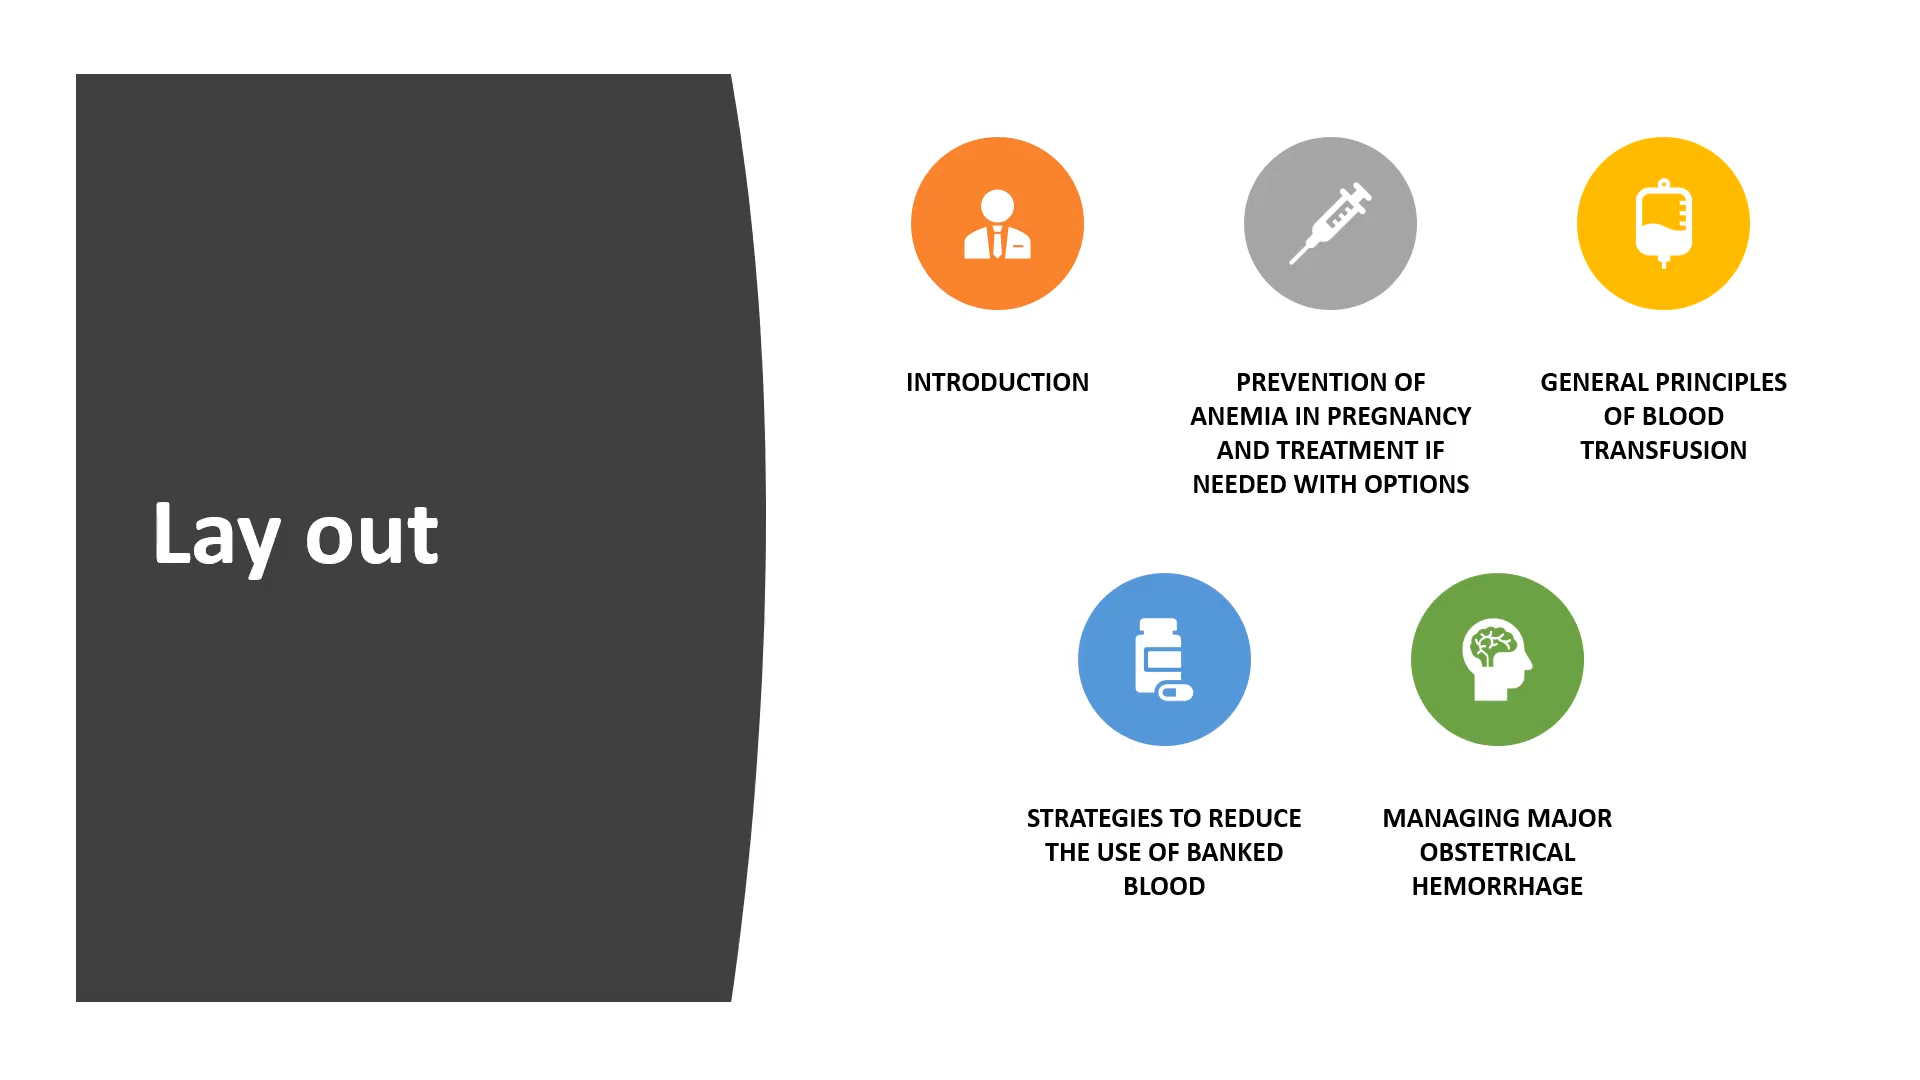 Lay out
INTRODUCTION
PREVENTION OF
ANEMIA IN PREGNANCY
AND TREATMENT IF
NEEDED WITH OPTIONS
GENERAL PRINCIPLES
OF BLOOD
TRANSFUSION
STRATEGIES TO REDUCE
THE USE OF BANKED
BLOOD
MANAGING MAJOR
OBSTETRICAL
HEMORRHAGE